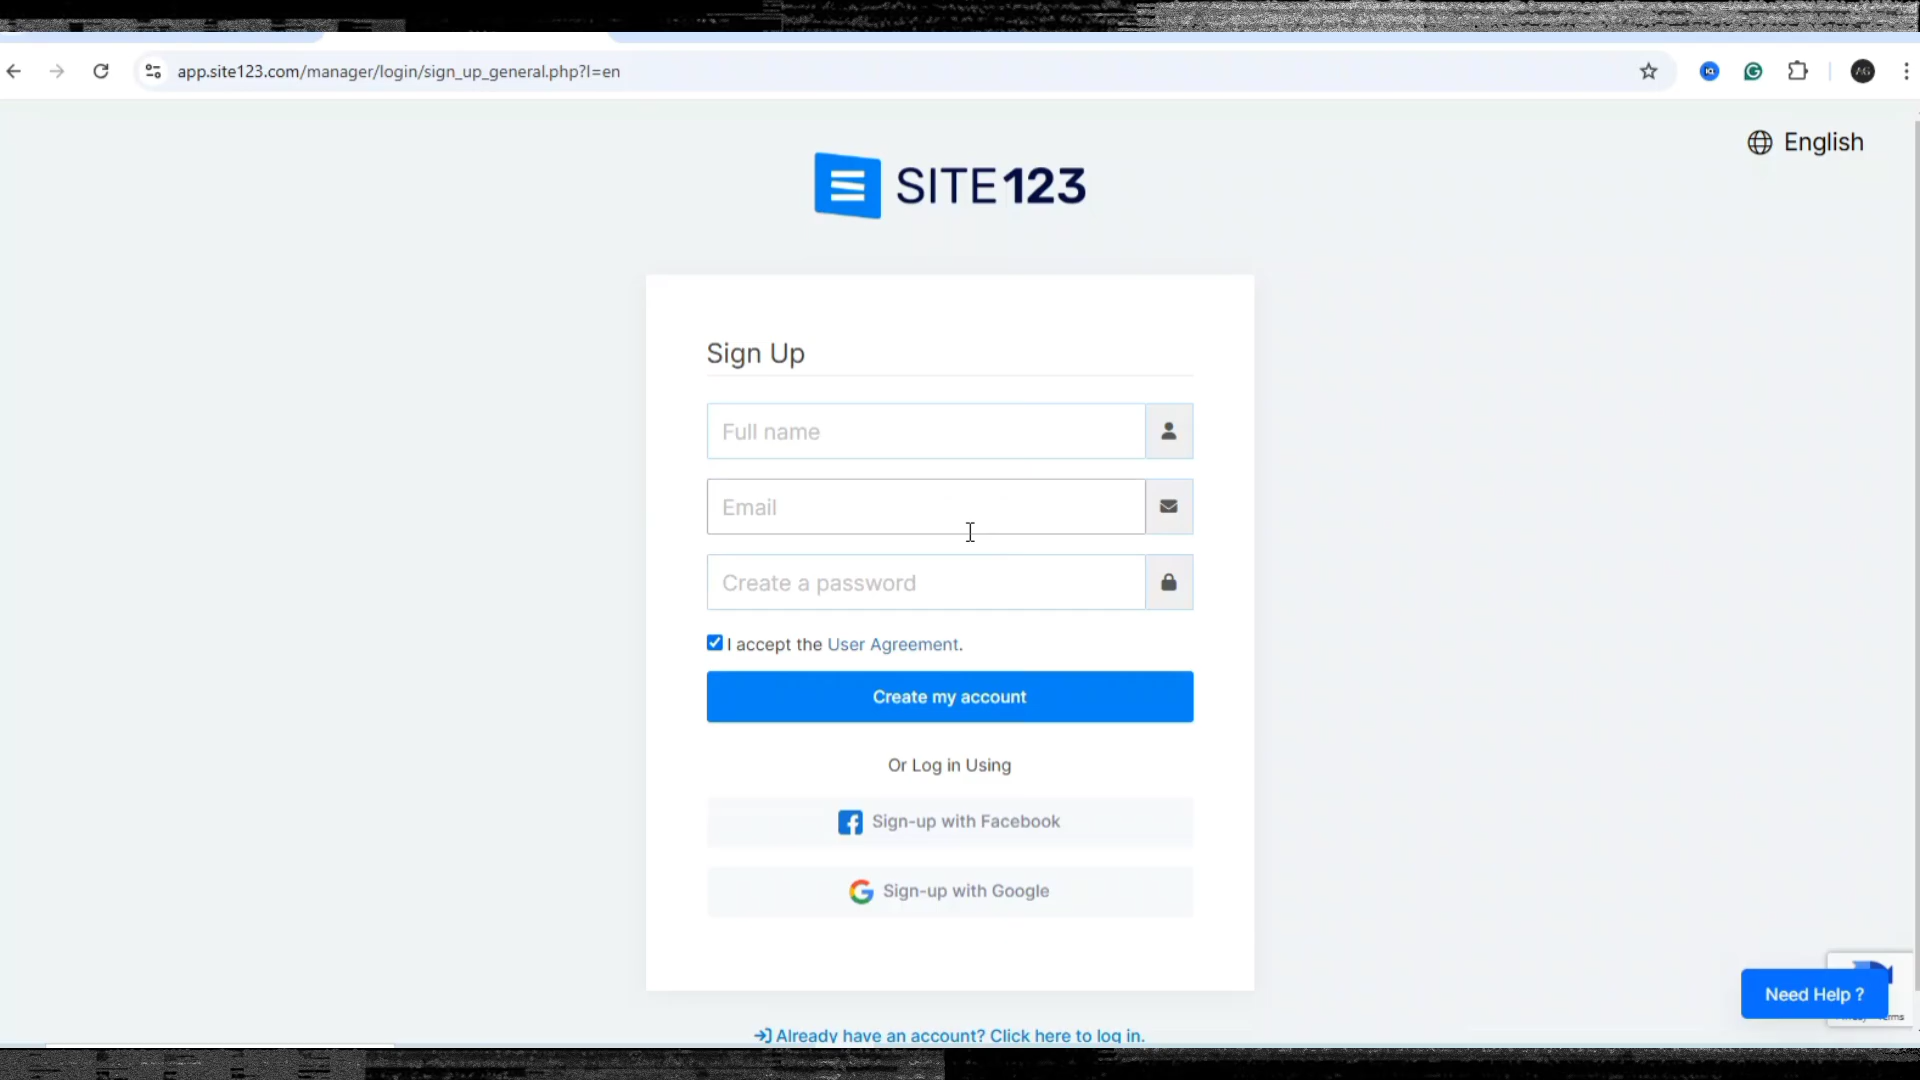 app.site123.com/manager/login/sign_up_general.php?l=en
AG
English
SITE123
Sign Up
Full name
Email
Create a password
I accept the User Agreement.
Create my account
Or Log in Using
Sign-up with Facebook
Sign-up with Google
Need Help ?
Already have an account? Click here to log in.